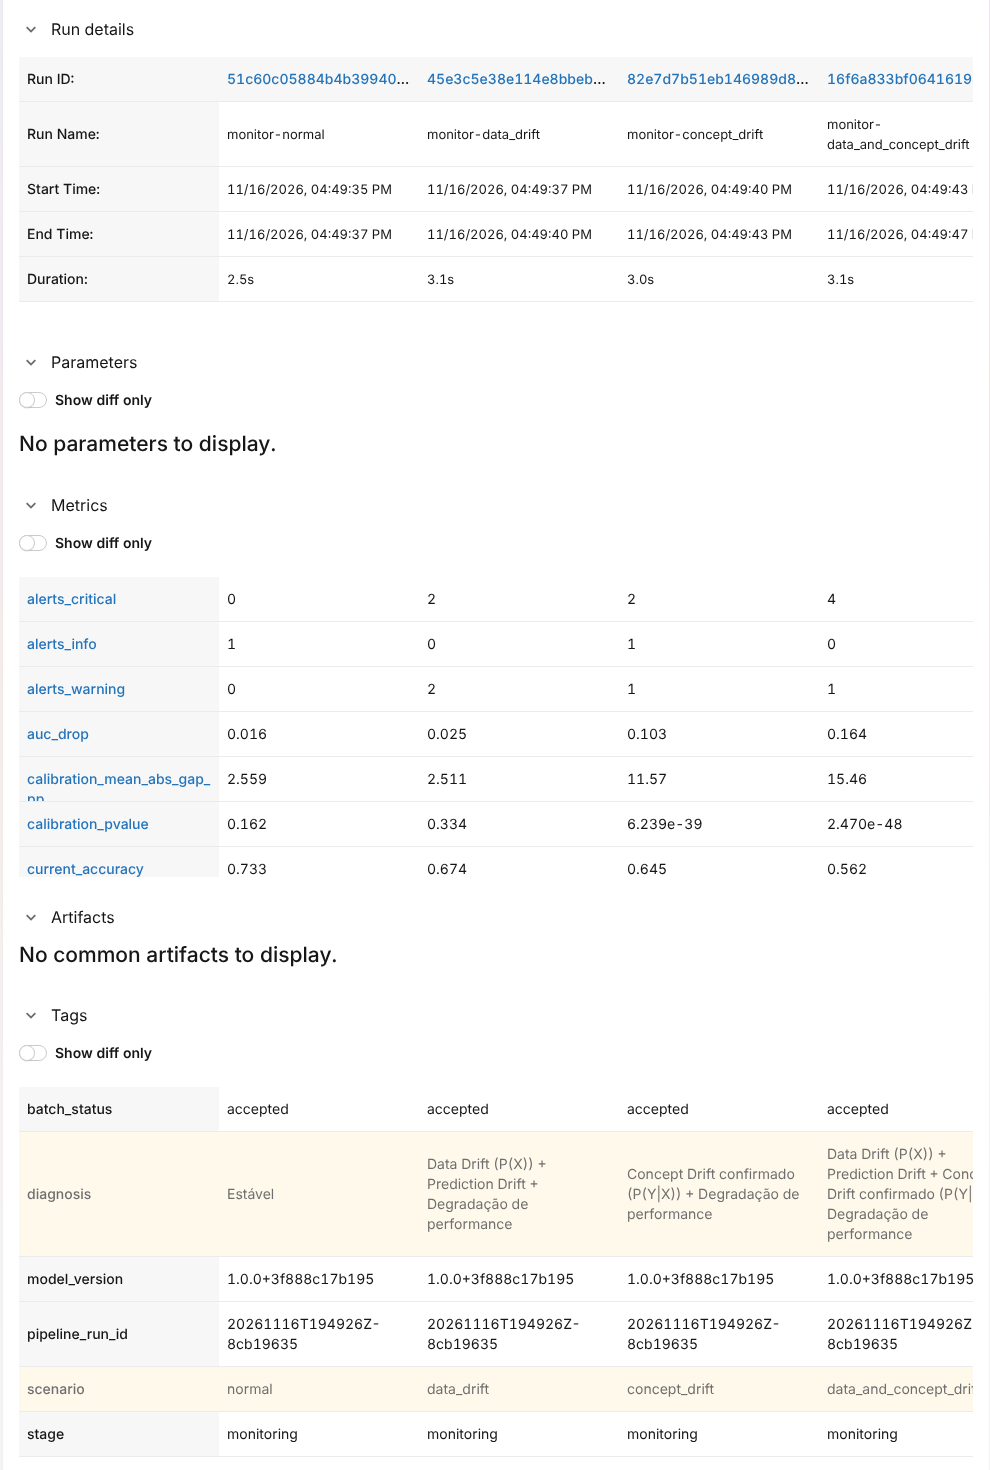 Run details
Run ID: 51c60c05884b4b39940... 45e3c5e38e114e8bbeb... 82e7d7b51eb146989d8... 16f6a833bf0641619
Run Name: monitor-normal monitor-data_drift monitor-concept_drift monitor-
data_and_concept_drift
Start Time: 11/16/2026, 04:49:35 PM 11/16/2026, 04:49:37 PM 11/16/2026, 04:49:40 PM 11/16/2026, 04:49:43
End Time: 11/16/2026, 04:49:37 PM 11/16/2026, 04:49:40 PM 11/16/2026, 04:49:43 PM 11/16/2026, 04:49:47
Duration: 2.5s 3.1s 3.0s 3.1s
Parameters
Show diff only
No parameters to display.
Metrics
Show diff only
alerts_critical 0 2 2 4
alerts_info 1 0 1 0
alerts_warning 0 2 1 1
auc_drop 0.016 0.025 0.103 0.164
calibration_mean_abs_gap_ 2.559 2.511 11.57 15.46
pp
calibration_pvalue 0.162 0.334 6.239e-39 2.470e-48
current_accuracy 0.733 0.674 0.645 0.562
Artifacts
No common artifacts to display.
Tags
Show diff only
batch_status accepted accepted accepted accepted
diagnosis
Estável
Data Drift (P(X)) +
Prediction Drift +
Degradação de
performance
Concept Drift confirmado
(P(Y|X)) + Degradação de
performance
Data Drift (P(X)) +
Prediction Drift + Conc
Drift confirmado (P(Y|
Degradação de
performance
model_version 1.0.0+3f888c17b195 1.0.0+3f888c17b195 1.0.0+3f888c17b195 1.0.0+3f888c17b195
pipeline_run_id
20261116T194926Z-
8cb19635
20261116T194926Z-
8cb19635
20261116T194926Z-
8cb19635
20261116T194926Z
8cb19635
scenario normal data_drift concept_drift data_and_concept_drif
stage monitoring monitoring monitoring monitoring